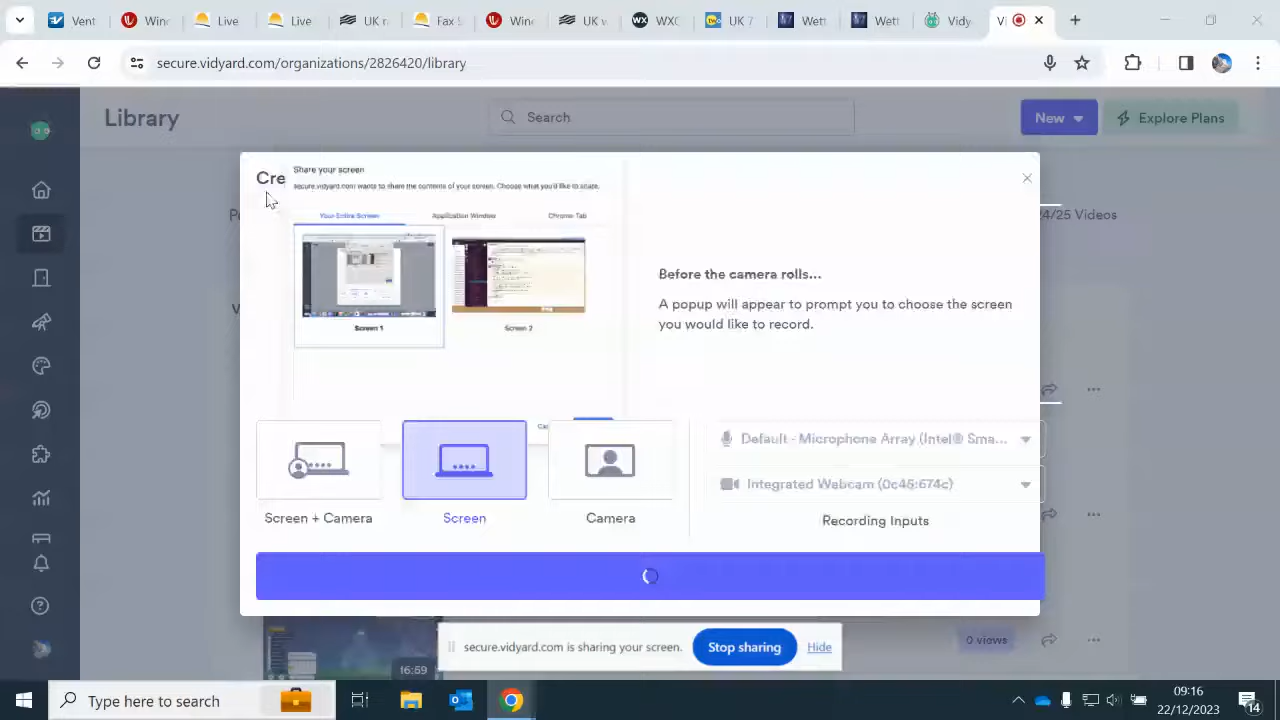 Vent
Winc
Live
Sno
UK r
Fax S
Wine
UK w
WXC
UK 7
Wett
Wett
Vidy
secure.vidyard.com/organizations/2826420/library
Library
Search
New
Explore Plans
Cre
Share your screen
secure.vidyard.com wants to share the contents of your screen. Choose what you'd like to share.
Your Entire Screen
Application Window
Chrome Tab
24/25 Videos
Before the camera rolls...
A popup will appear to prompt you to choose the screen
you would like to record.
Screen 1
Screen 2
Default - Microphone Array (Intel® Sma...
Integrated Webcam (0c45:674c)
Screen + Camera
Screen
Camera
Recording Inputs
secure.vidyard.com is sharing your screen.
Stop sharing
Hide
0 views
16:59
Type here to search
09:16
22/12/2023
14